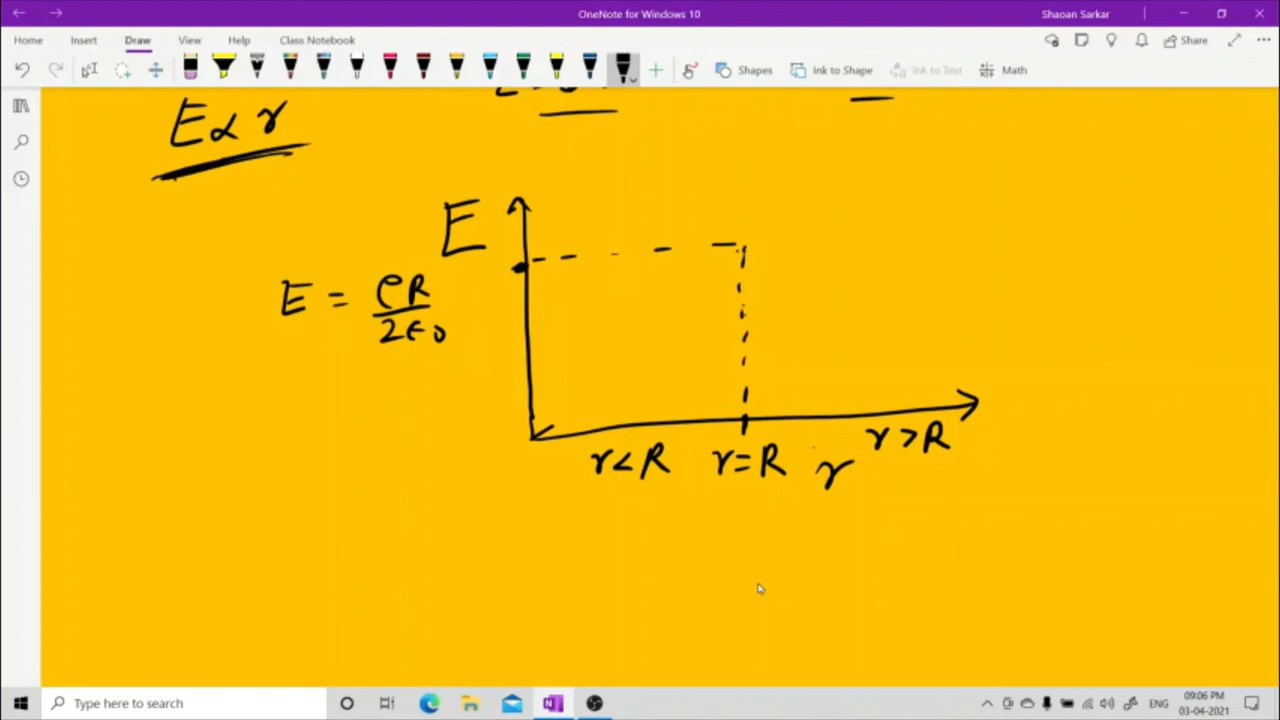 OneNote for Windows 10
Shaoan Sarkar
Home Insert Draw View Help Class Notebook
Share
Shapes Ink to Shape Ink to Text Math
E ∝ r
E
E = ρR
2ϵ0
r < R r = R r r > R
Type here to search
ENG
09:06 PM
03-04-2021